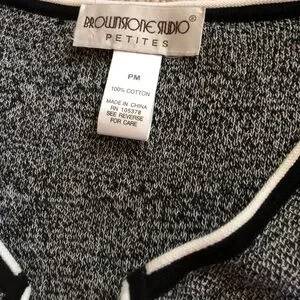 BROWNSTONE STUDIO®
PETITES
PM
100% COTTON
MADE IN CHINA
RN 105378
SEE REVERSE
FOR CARE